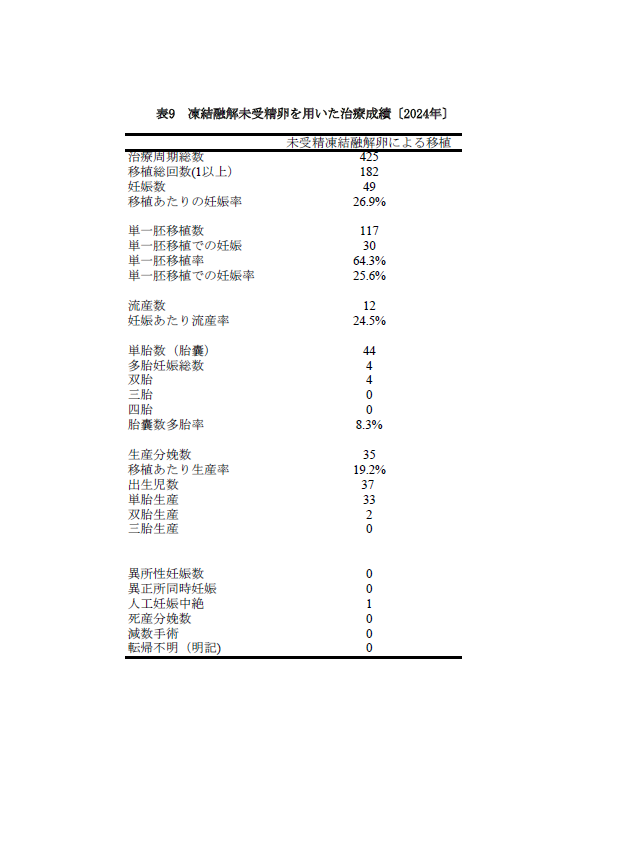 表9　凍結融解未受精卵を用いた治療成績〔2024年〕
未受精凍結融解卵による移植
治療周期総数 425
移植総回数(1以上） 182
妊娠数 49
移植あたりの妊娠率 26.9%
単一胚移植数 117
単一胚移植での妊娠 30
単一胚移植率 64.3%
単一胚移植での妊娠率 25.6%
流産数 12
妊娠あたり流産率 24.5%
単胎数（胎嚢） 44
多胎妊娠総数 4
双胎 4
三胎 0
四胎 0
胎嚢数多胎率 8.3%
生産分娩数 35
移植あたり生産率 19.2%
出生児数 37
単胎生産 33
双胎生産 2
三胎生産 0
異所性妊娠数 0
異正所同時妊娠 0
人工妊娠中絶 1
死産分娩数 0
減数手術 0
転帰不明（明記) 0